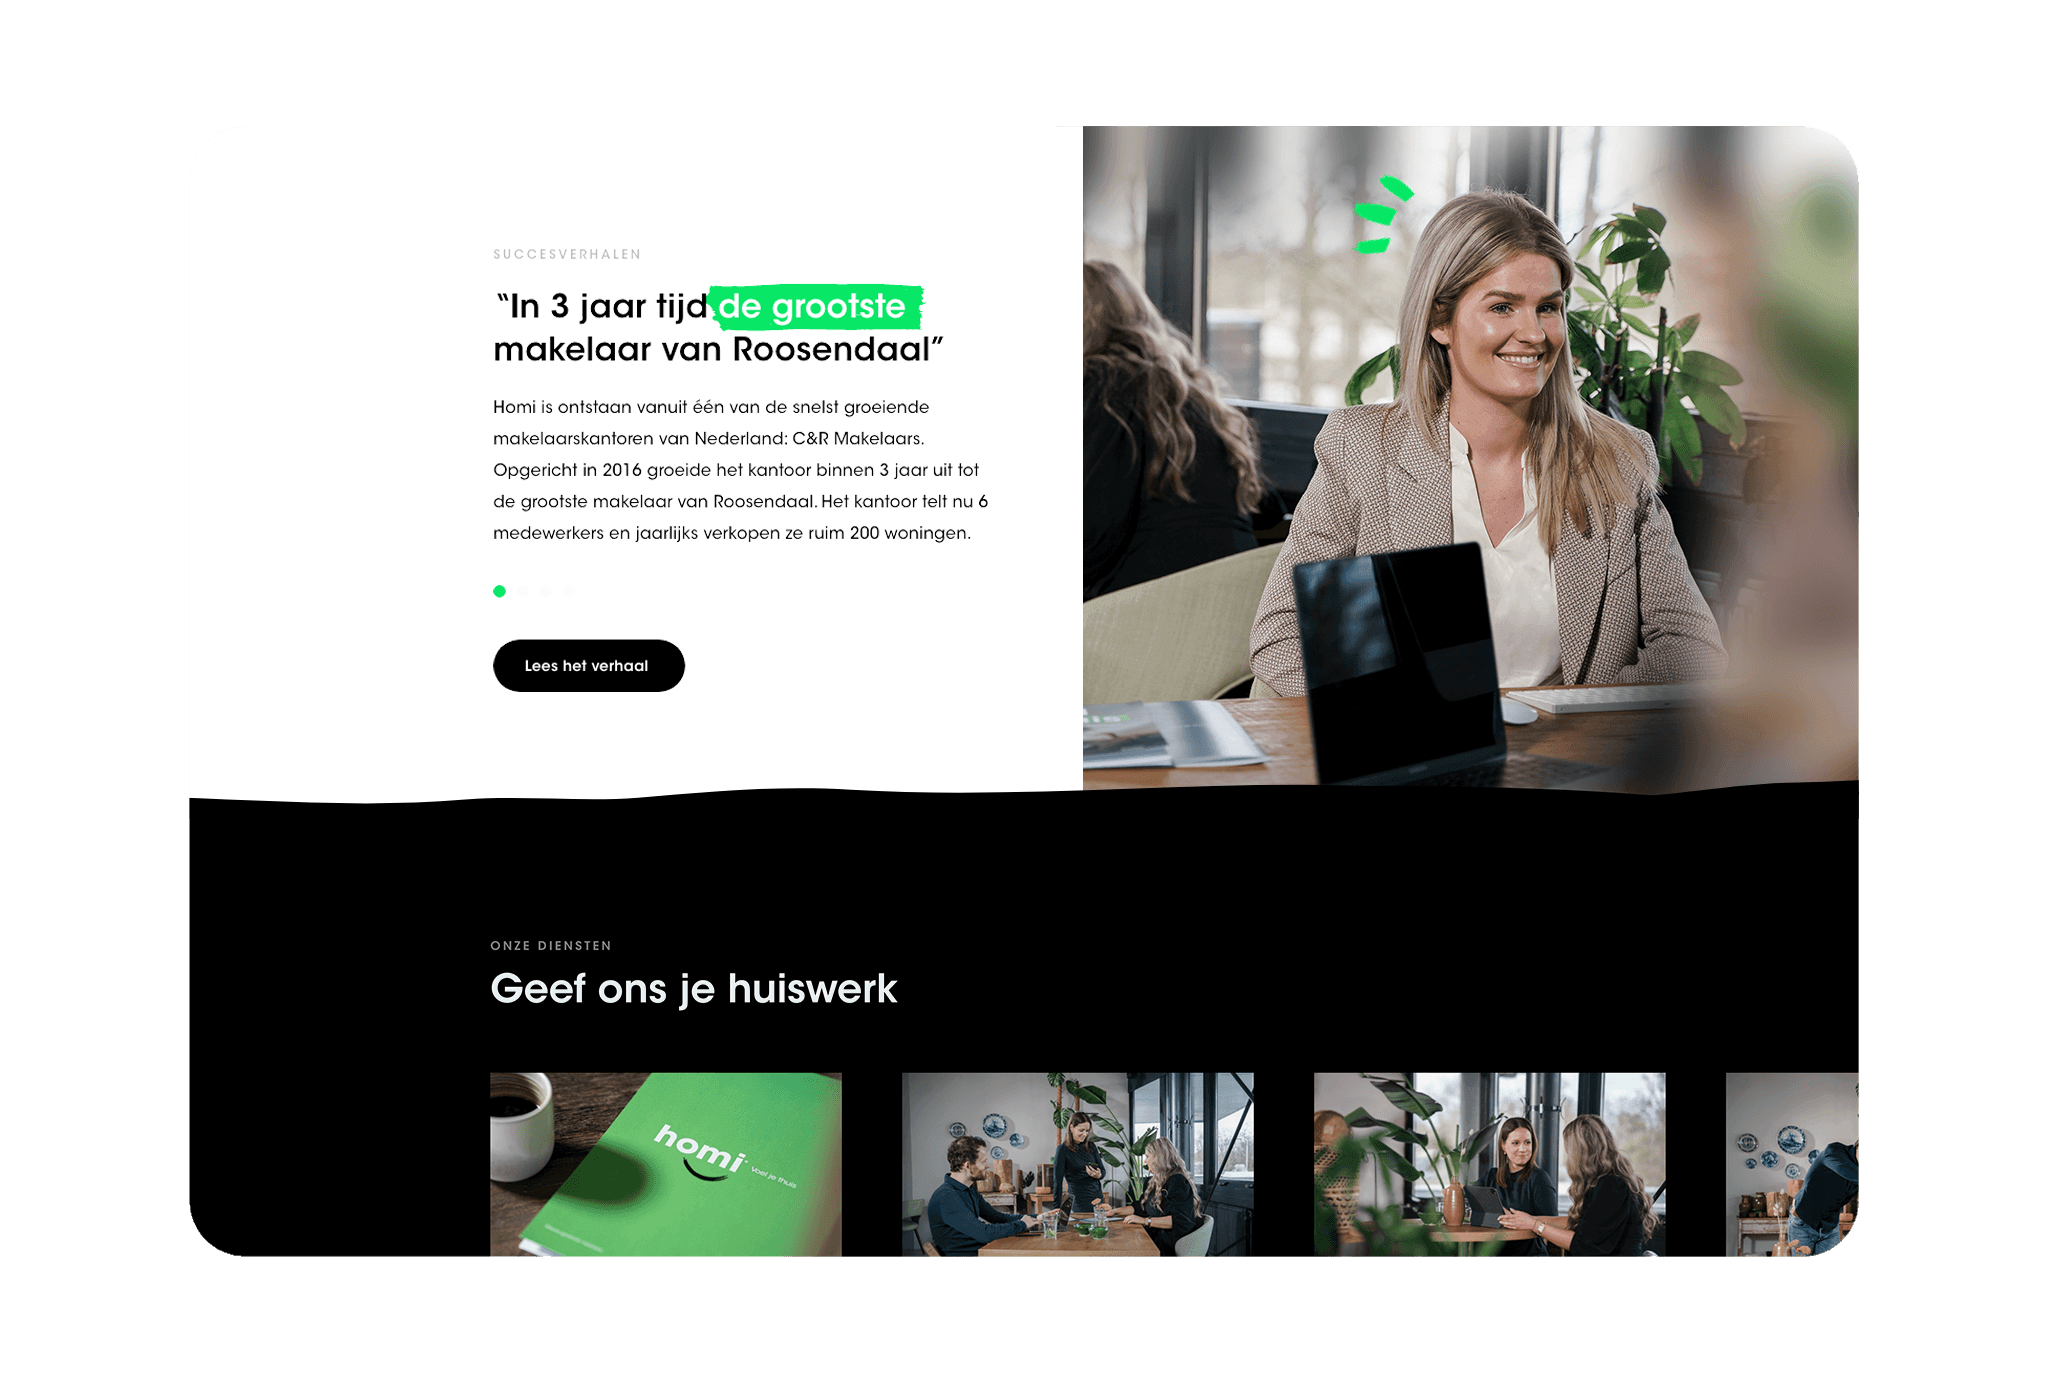 SUCCESVERHALEN
“In 3 jaar tijd de grootste
makelaar van Roosendaal”
Homi is ontstaan vanuit één van de snelst groeiende
makelaarskantoren van Nederland: C&R Makelaars.
Opgericht in 2016 groeide het kantoor binnen 3 jaar uit tot
de grootste makelaar van Roosendaal. Het kantoor telt nu 6
medewerkers en jaarlijks verkopen ze ruim 200 woningen.
Lees het verhaal
ONZE DIENSTEN
Geef ons je huiswerk
homi
Voel je thuis